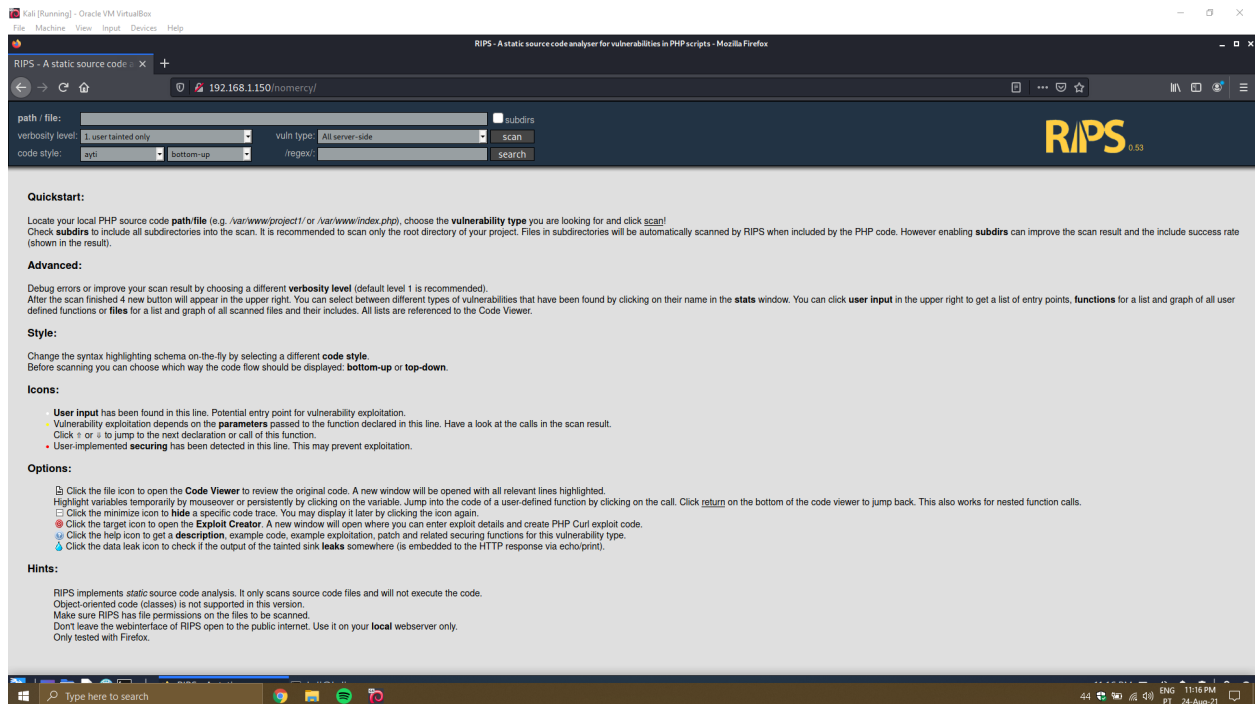 Kali [Running] - Oracle VM VirtualBox
File Machine View Input Devices Help
RIPS - A static source code analyser for vulnerabilities in PHP scripts - Mozilla Firefox
RIPS - A static source code
192.168.1.150/nomercy/
path / file: subdirs
verbosity level: 1. user tainted only vuln type: All server-side scan
code style: ayti bottom-up /regex/: search
RIPS 0.53
Quickstart:
Locate your local PHP source code path/file (e.g. /var/www/project1/ or /var/www/index.php), choose the vulnerability type you are looking for and click scan!
Check subdirs to include all subdirectories into the scan. It is recommended to scan only the root directory of your project. Files in subdirectories will be automatically scanned by RIPS when included by the PHP code. However enabling subdirs can improve the scan result and the include success rate
(shown in the result).
Advanced:
Debug errors or improve your scan result by choosing a different verbosity level (default level 1 is recommended).
After the scan finished 4 new button will appear in the upper right. You can select between different types of vulnerabilities that have been found by clicking on their name in the stats window. You can click user input in the upper right to get a list of entry points, functions for a list and graph of all user
defined functions or files for a list and graph of all scanned files and their includes. All lists are referenced to the Code Viewer.
Style:
Change the syntax highlighting schema on-the-fly by selecting a different code style.
Before scanning you can choose which way the code flow should be displayed: bottom-up or top-down.
Icons:
User input has been found in this line. Potential entry point for vulnerability exploitation.
Vulnerability exploitation depends on the parameters passed to the function declared in this line. Have a look at the calls in the scan result.
Click ⇑ or ⇓ to jump to the next declaration or call of this function.
User-implemented securing has been detected in this line. This may prevent exploitation.
Options:
Click the file icon to open the Code Viewer to review the original code. A new window will be opened with all relevant lines highlighted.
Highlight variables temporarily by mouseover or persistently by clicking on the variable. Jump into the code of a user-defined function by clicking on the call. Click return on the bottom of the code viewer to jump back. This also works for nested function calls.
Click the minimize icon to hide a specific code trace. You may display it later by clicking the icon again.
Click the target icon to open the Exploit Creator. A new window will open where you can enter exploit details and create PHP Curl exploit code.
Click the help icon to get a description, example code, example exploitation, patch and related securing functions for this vulnerability type.
Click the data leak icon to check if the output of the tainted sink leaks somewhere (is embedded to the HTTP response via echo/print).
Hints:
RIPS implements static source code analysis. It only scans source code files and will not execute the code.
Object-oriented code (classes) is not supported in this version.
Make sure RIPS has file permissions on the files to be scanned.
Don't leave the webinterface of RIPS open to the public internet. Use it on your local webserver only.
Only tested with Firefox.
Type here to search
44 ENG 11:16 PM
PT 24-Aug-21